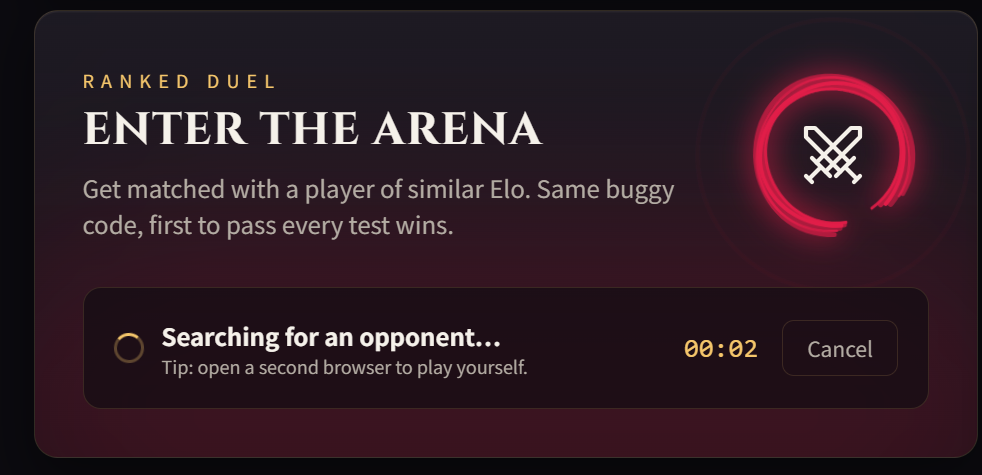 RANKED DUEL
ENTER THE ARENA
Get matched with a player of similar Elo. Same buggy
code, first to pass every test wins.
Searching for an opponent…
00:02
Cancel
Tip: open a second browser to play yourself.